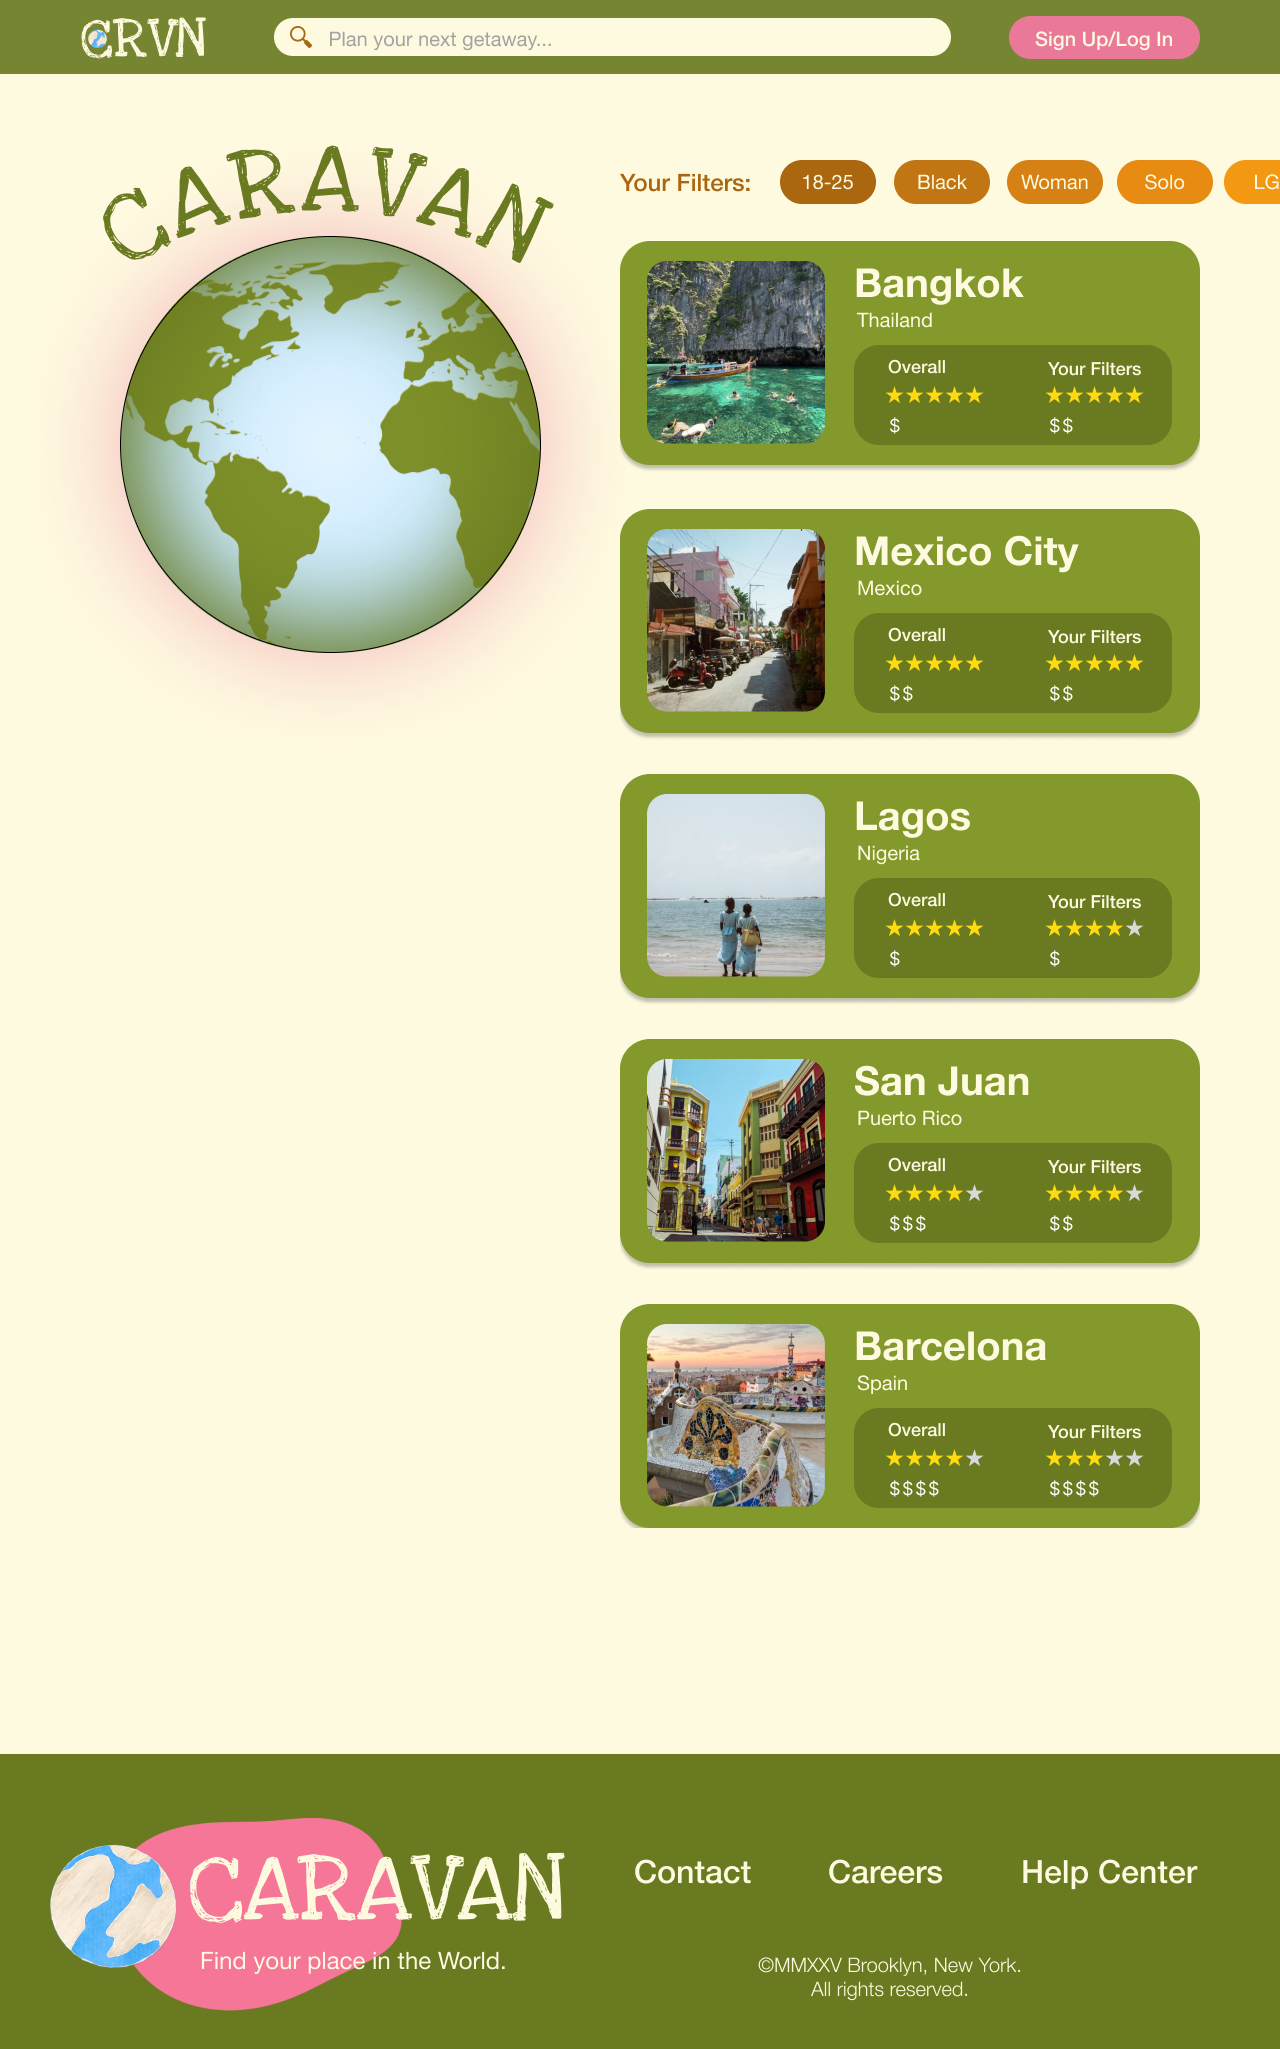 CRVN
Plan your next getaway...
Sign Up/Log In
CARAVAN
Your Filters:
18-25
Black
Woman
Solo
LG
Bangkok
Thailand
Overall
Your Filters
★★★★★
★★★★★
$
$$
Mexico City
Mexico
Overall
Your Filters
★★★★★
★★★★★
$$
$$
Lagos
Nigeria
Overall
Your Filters
★★★★★
★★★★★
$
$
San Juan
Puerto Rico
Overall
Your Filters
★★★★★
★★★★★
$$$
$$
Barcelona
Spain
Overall
Your Filters
★★★★★
★★★★★
$$$$
$$$$
CARAVAN
Find your place in the World.
Contact
Careers
Help Center
©MMXXV Brooklyn, New York.
All rights reserved.